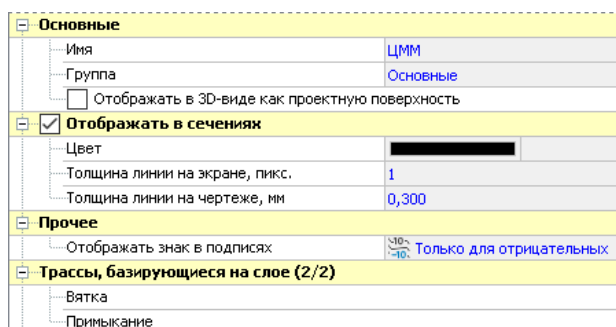 Основные
Имя ЦММ
Группа Основные
Отображать в 3D-виде как проектную поверхность
Отображать в сечениях
Цвет
Толщина линии на экране, пикс. 1
Толщина линии на чертеже, мм 0,300
Прочее
Отображать знак в подписях Только для отрицательных
Трассы, базирующиеся на слое (2/2)
Вятка
Примыкание